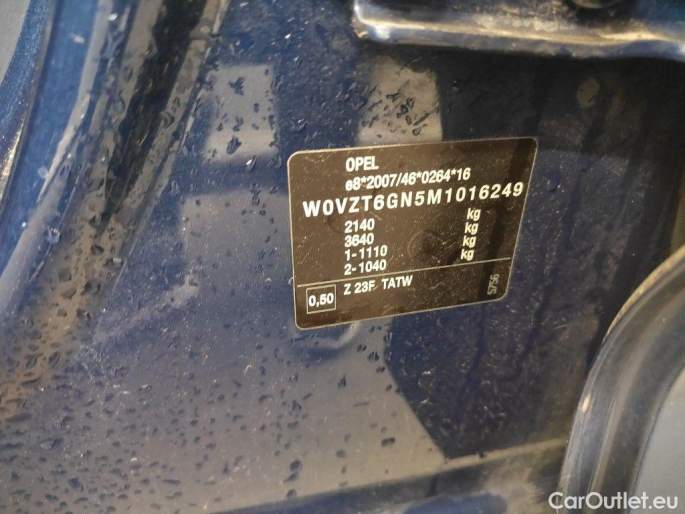 OPEL
e8*2007/46*0264*16
W0VZT6GN5M1016249
2140 kg
3640 kg
1-1110 kg
2-1040
0,50 Z 23F TATW
5756
CarOutlet.eu